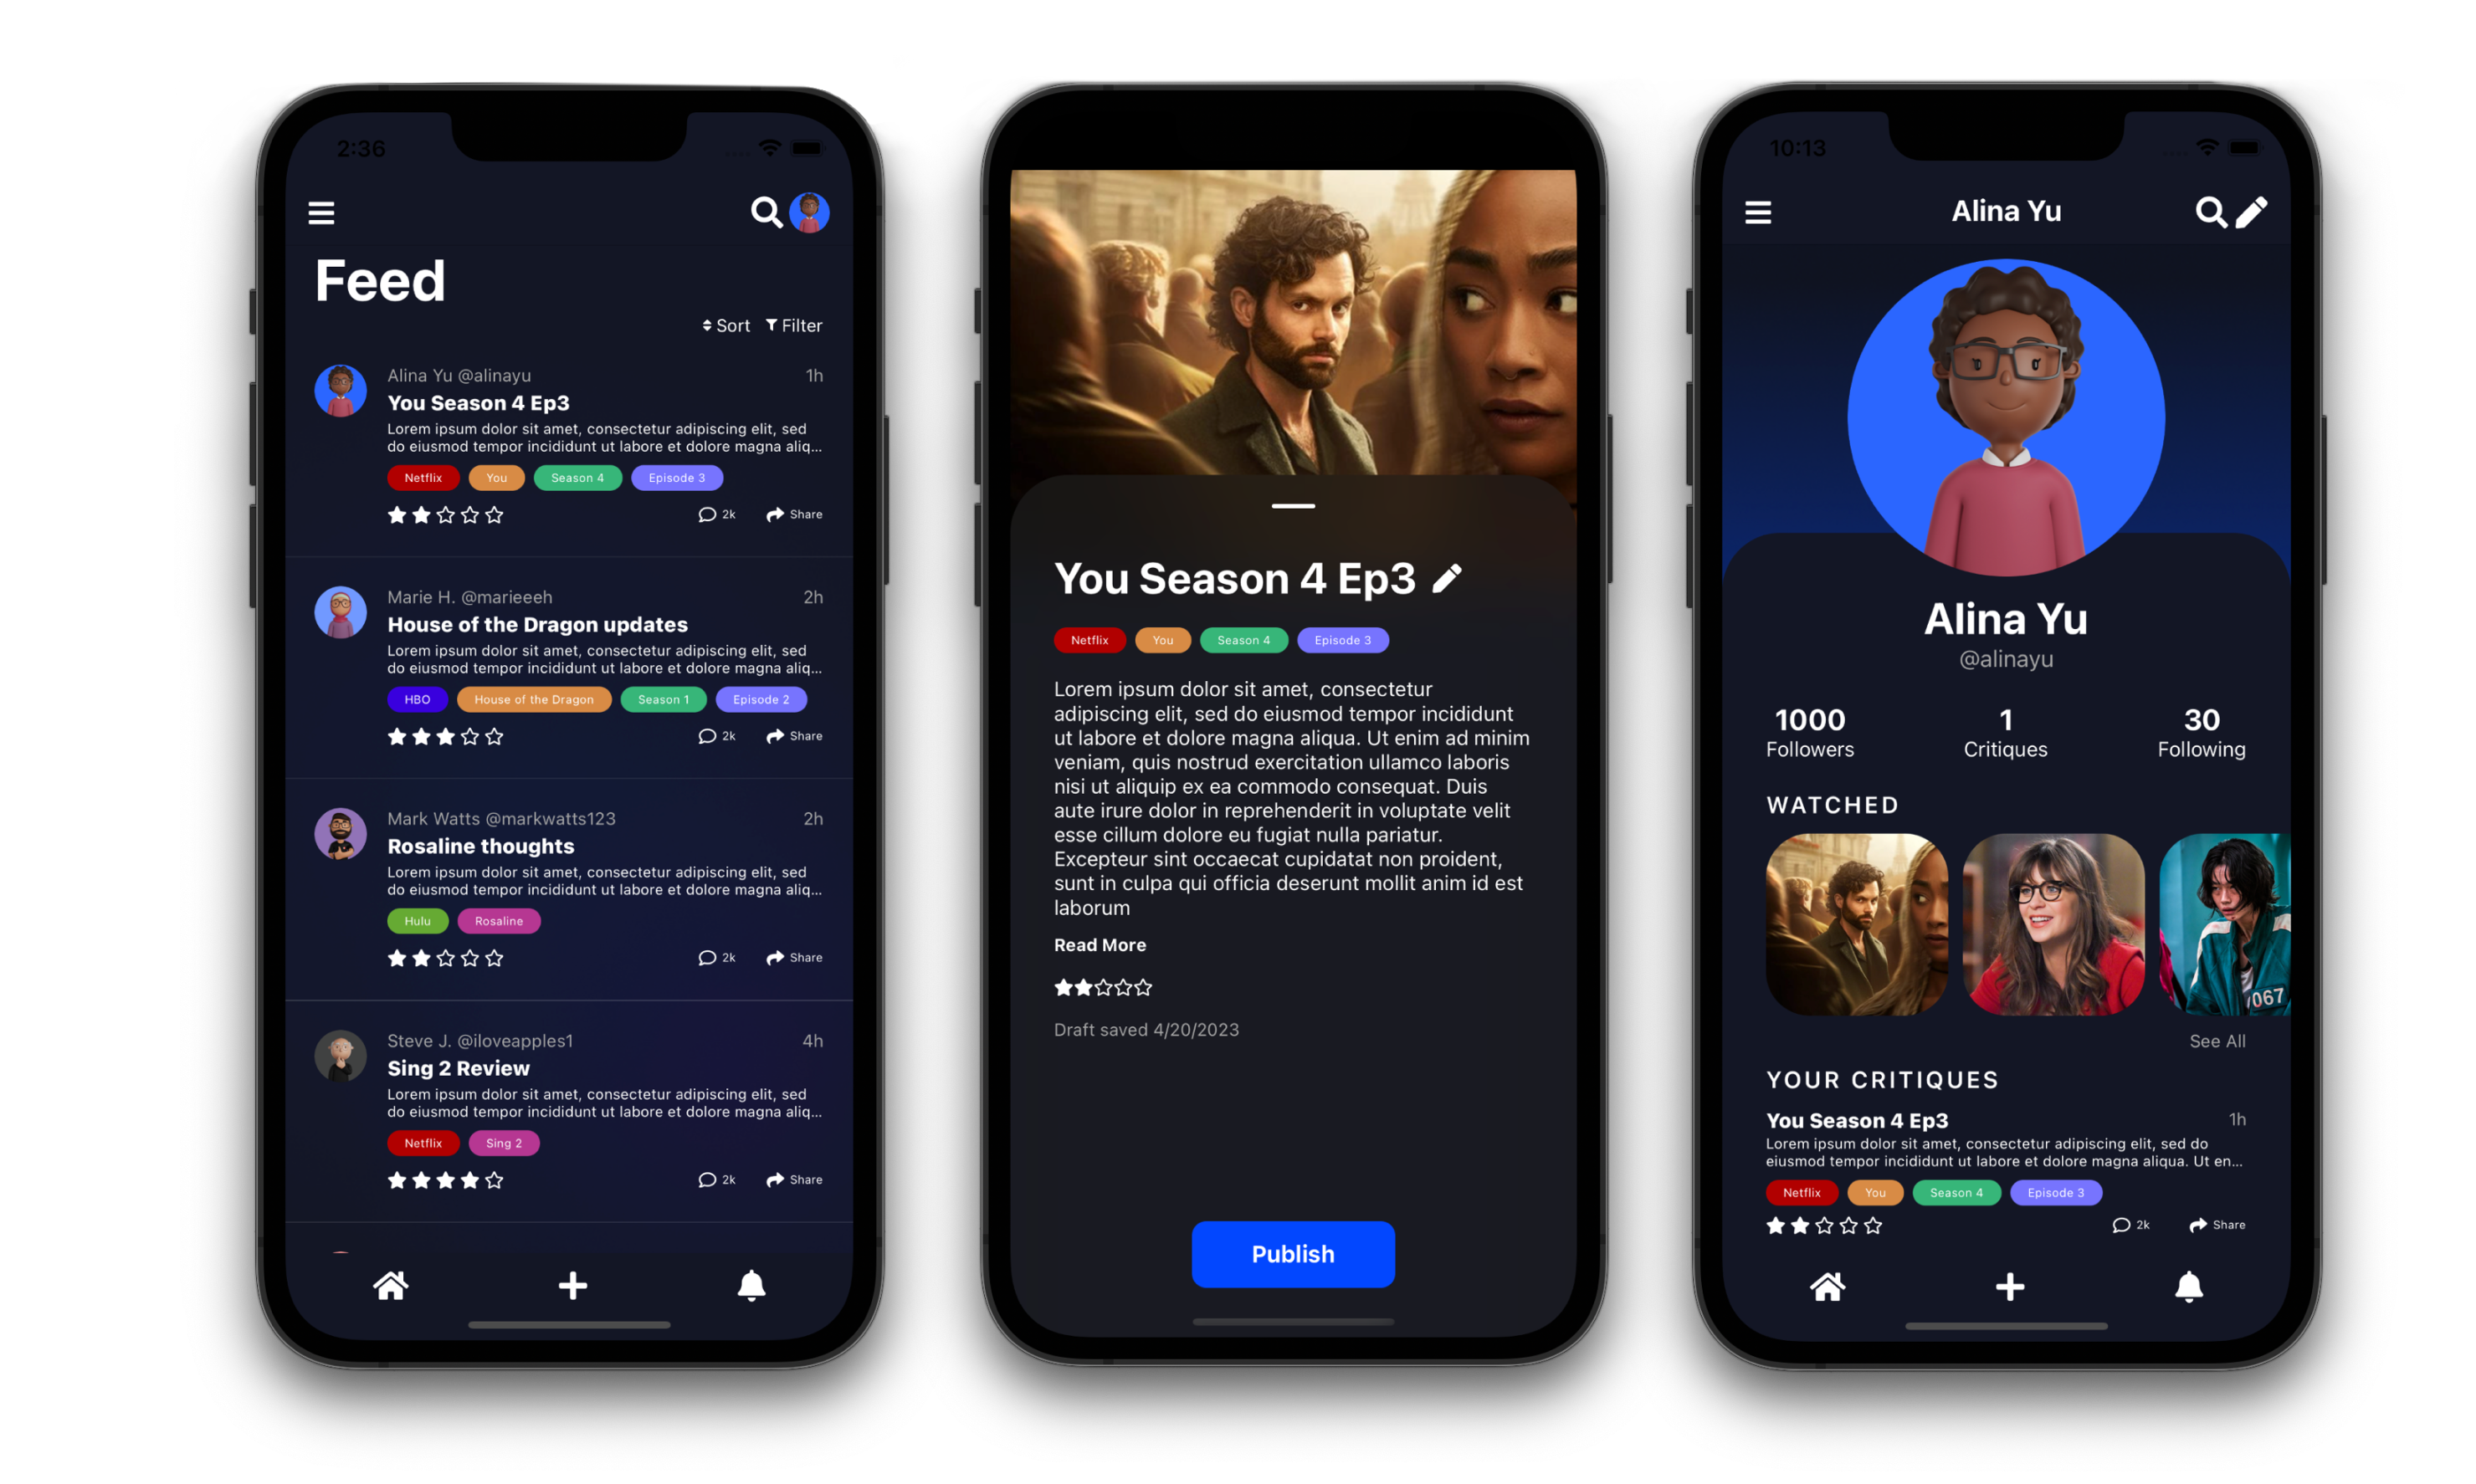 2:36
Feed
Sort Filter
Alina Yu @alinayu 1h
You Season 4 Ep3
Lorem ipsum dolor sit amet, consectetur adipiscing elit, sed
do eiusmod tempor incididunt ut labore et dolore magna aliq...
Netflix You Season 4 Episode 3
2k Share
Marie H. @marieeeh 2h
House of the Dragon updates
Lorem ipsum dolor sit amet, consectetur adipiscing elit, sed
do eiusmod tempor incididunt ut labore et dolore magna aliq...
HBO House of the Dragon Season 1 Episode 2
2k Share
Mark Watts @markwatts123 2h
Rosaline thoughts
Lorem ipsum dolor sit amet, consectetur adipiscing elit, sed
do eiusmod tempor incididunt ut labore et dolore magna aliq...
Hulu Rosaline
2k Share
Steve J. @iloveapples1 4h
Sing 2 Review
Lorem ipsum dolor sit amet, consectetur adipiscing elit, sed
do eiusmod tempor incididunt ut labore et dolore magna aliq...
Netflix Sing 2
2k Share
You Season 4 Ep3
Netflix You Season 4 Episode 3
Lorem ipsum dolor sit amet, consectetur
adipiscing elit, sed do eiusmod tempor incididunt
ut labore et dolore magna aliqua. Ut enim ad minim
veniam, quis nostrud exercitation ullamco laboris
nisi ut aliquip ex ea commodo consequat. Duis
aute irure dolor in reprehenderit in voluptate velit
esse cillum dolore eu fugiat nulla pariatur.
Excepteur sint occaecat cupidatat non proident,
sunt in culpa qui officia deserunt mollit anim id est
laborum
Read More
Draft saved 4/20/2023
Publish
10:13
Alina Yu
Alina Yu
@alinayu
1000 1 30
Followers Critiques Following
WATCHED
067
See All
YOUR CRITIQUES
You Season 4 Ep3 1h
Lorem ipsum dolor sit amet, consectetur adipiscing elit, sed do
eiusmod tempor incididunt ut labore et dolore magna aliqua. Ut en...
Netflix You Season 4 Episode 3
2k Share